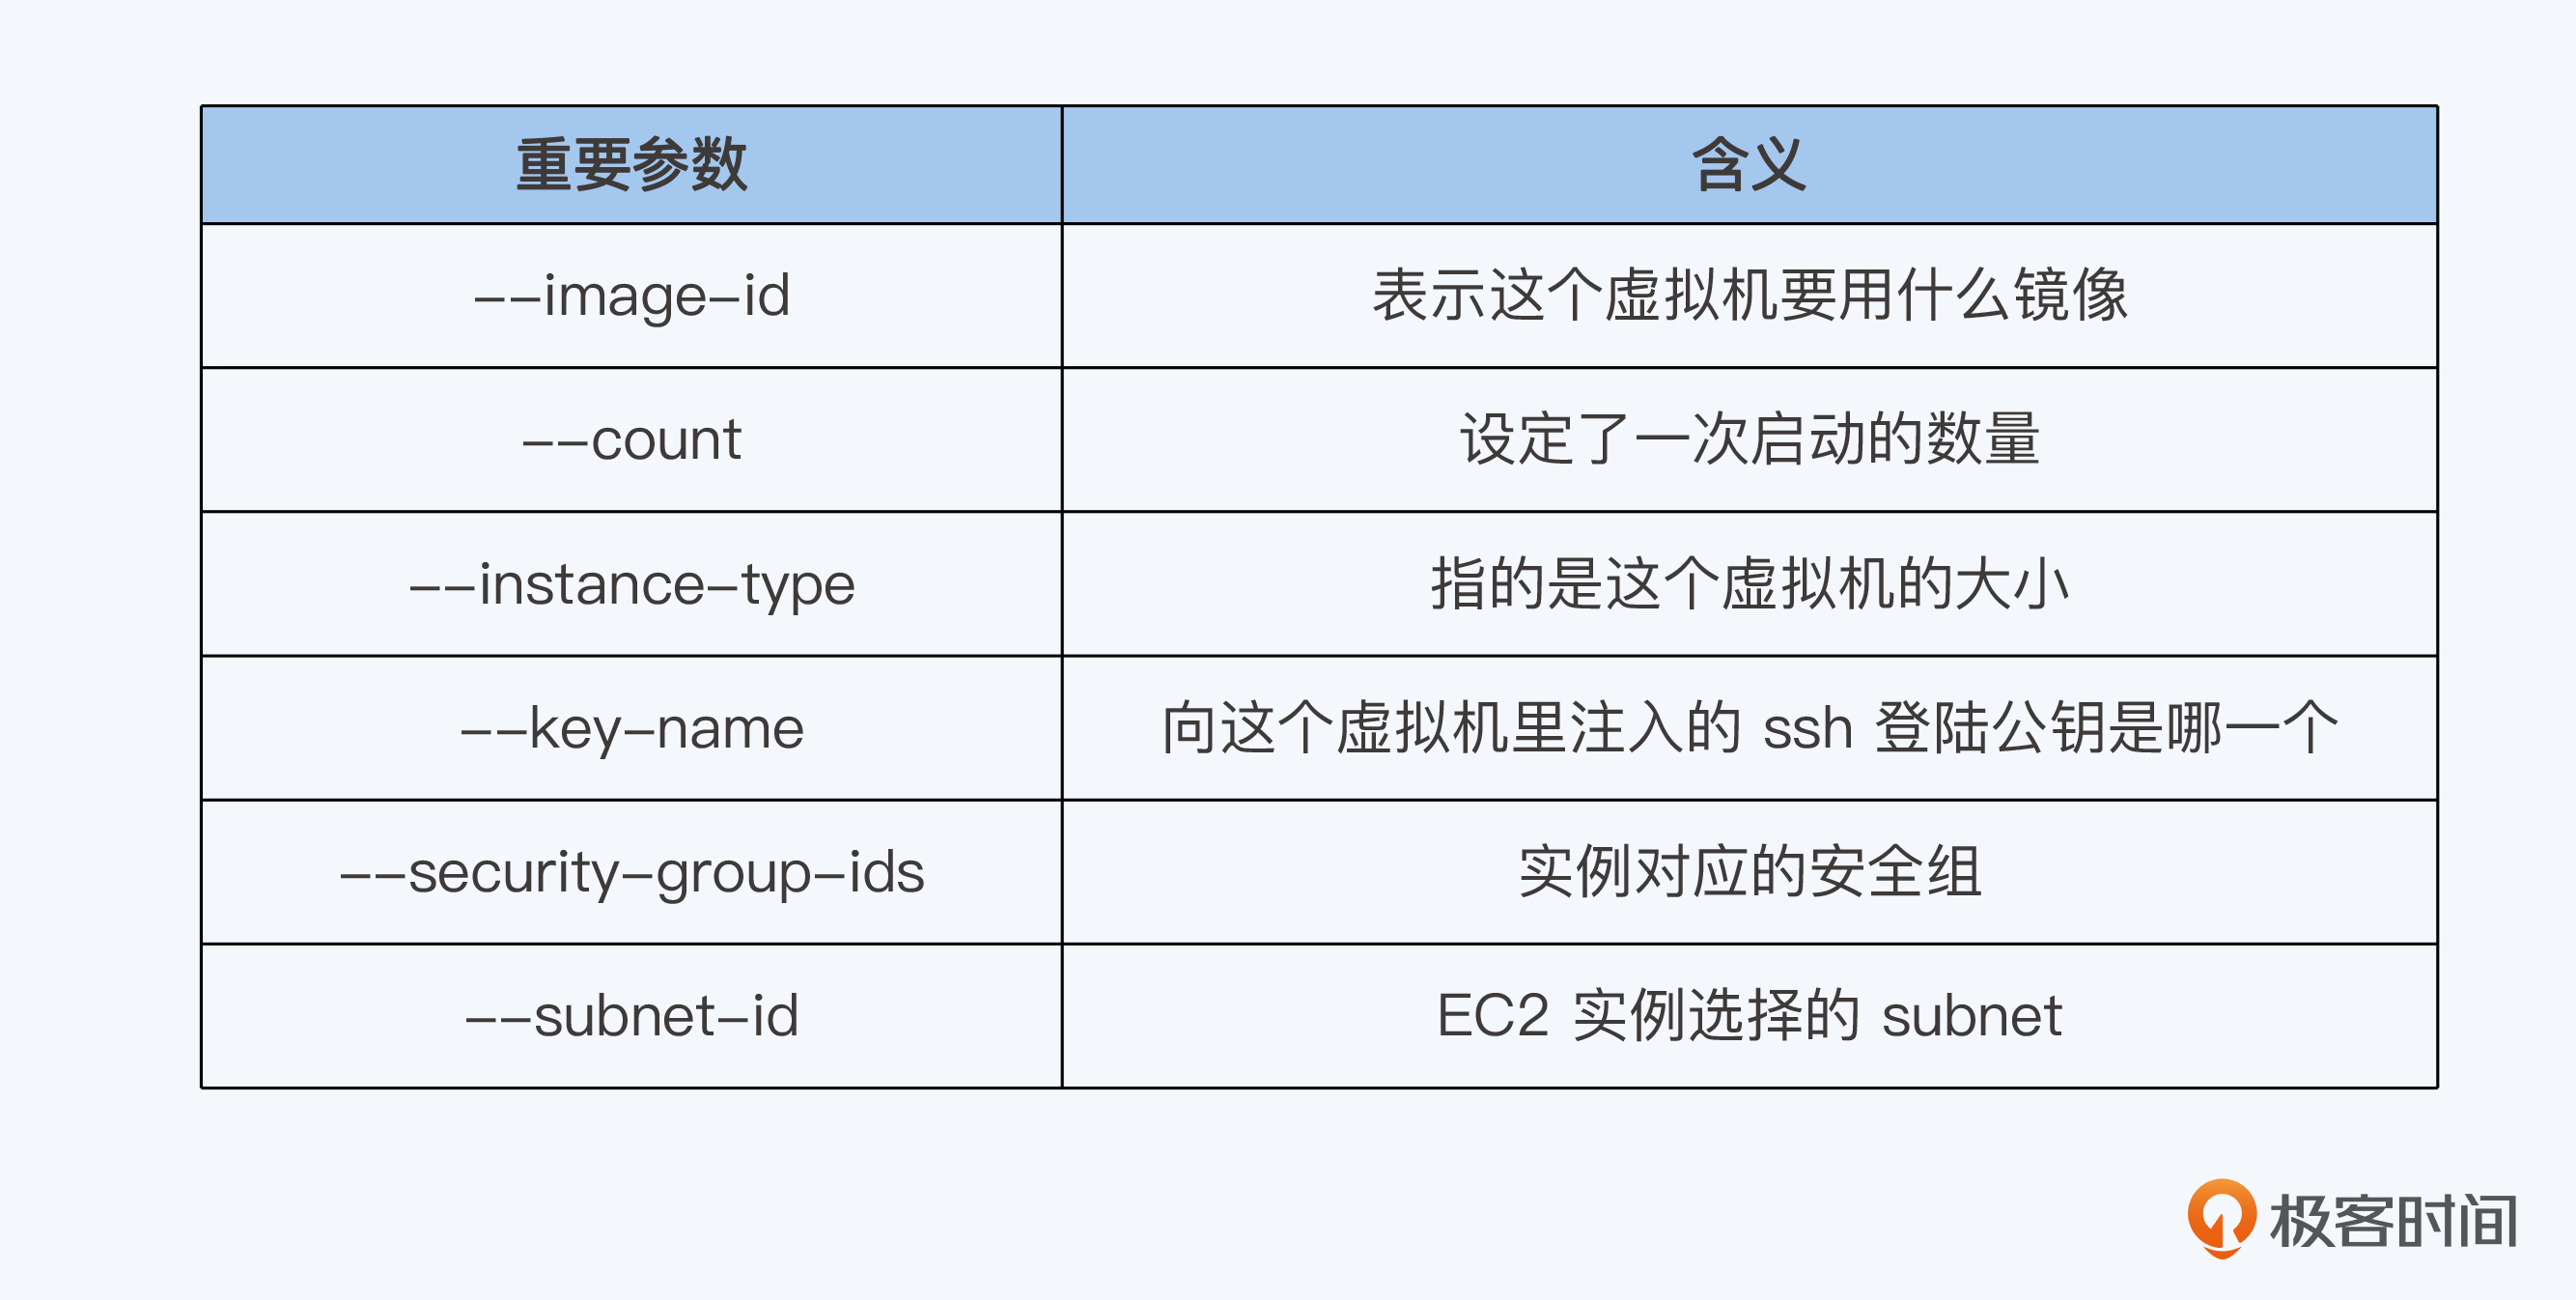 重要参数 含义
--image-id 表示这个虚拟机要用什么镜像
--count 设定了一次启动的数量
--instance-type 指的是这个虚拟机的大小
--key-name 向这个虚拟机里注入的 ssh 登陆公钥是哪一个
--security-group-ids 实例对应的安全组
--subnet-id EC2 实例选择的 subnet
极客时间